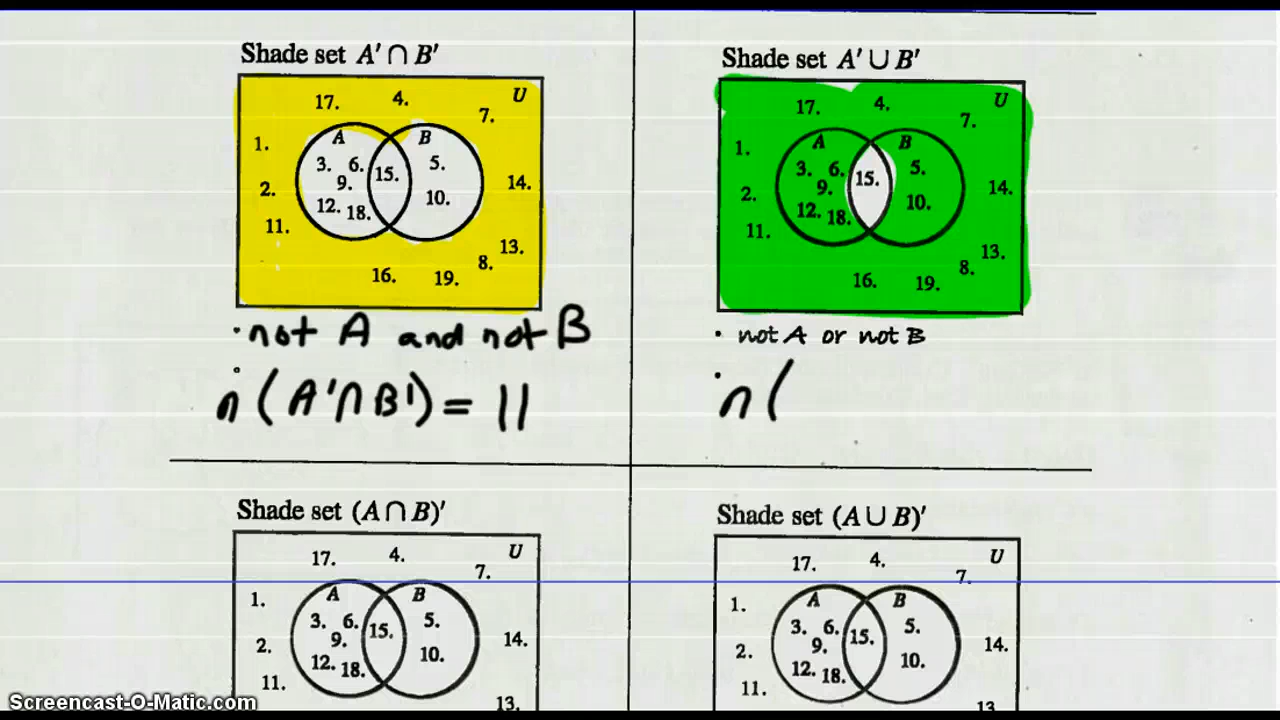 Shade set A′ ∩ B′
17. 4. U
7.
1. A B
3. 6. 15. 5.
2. 9. 10. 14.
12. 18.
11. 13.
16. 19. 8.
· not A and not B
n(A′∩B′) = 11
Shade set A′ ∪ B′
17. 4. U
7.
1. A B
3. 6. 15. 5.
2. 9. 10. 14.
12. 18.
11. 13.
16. 19. 8.
· not A or not B
· n(
Shade set (A ∩ B)′
17. 4. U
7.
1. A B
3. 6. 15. 5.
2. 9. 10. 14.
12. 18.
11. 13.
Shade set (A ∪ B)′
17. 4. U
7.
1. A B
3. 6. 15. 5.
2. 9. 10. 14.
12. 18.
11. 13
Screencast-O-Matic.com